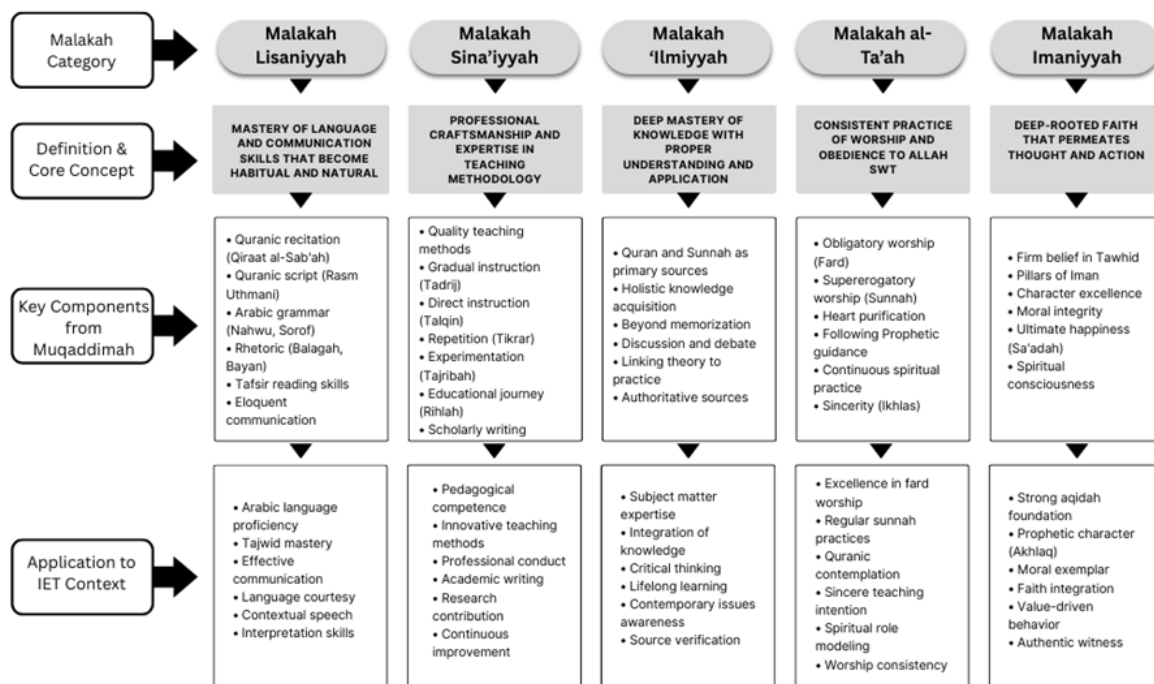 Malakah
Category
Malakah
Lisaniyyah
Malakah
Sina'iyyah
Malakah
'Ilmiyyah
Malakah al-
Ta'ah
Malakah
Imaniyyah
Definition &
Core Concept
MASTERY OF LANGUAGE
AND COMMUNICATION
SKILLS THAT BECOME
HABITUAL AND NATURAL
PROFESSIONAL
CRAFTSMANSHIP AND
EXPERTISE IN
TEACHING
METHODOLOGY
DEEP MASTERY OF
KNOWLEDGE WITH
PROPER
UNDERSTANDING AND
APPLICATION
CONSISTENT PRACTICE
OF WORSHIP AND
OBEDIENCE TO ALLAH
SWT
DEEP-ROOTED FAITH
THAT PERMEATES
THOUGHT AND ACTION
Key Components
from
Muqaddimah
• Quranic recitation
(Qiraat al-Sab'ah)
• Quranic script (Rasm
Uthmani)
• Arabic grammar
(Nahwu, Sorof)
• Rhetoric (Balagah,
Bayan)
• Tafsir reading skills
• Eloquent
communication
• Quality teaching
methods
• Gradual instruction
(Tadrij)
• Direct instruction
(Talqin)
• Repetition (Tikrar)
• Experimentation
(Tajribah)
• Educational journey
(Rihlah)
• Scholarly writing
• Quran and Sunnah as
primary sources
• Holistic knowledge
acquisition
• Beyond memorization
• Discussion and debate
• Linking theory to
practice
• Authoritative sources
• Obligatory worship
(Fard)
• Supererogatory
worship (Sunnah)
• Heart purification
• Following Prophetic
guidance
• Continuous spiritual
practice
• Sincerity (Ikhlas)
• Firm belief in Tawhid
• Pillars of Iman
• Character excellence
• Moral integrity
• Ultimate happiness
(Sa'adah)
• Spiritual
consciousness
Application to
IET Context
• Arabic language
proficiency
• Tajwid mastery
• Effective
communication
• Language courtesy
• Contextual speech
• Interpretation skills
• Pedagogical
competence
• Innovative teaching
methods
• Professional conduct
• Academic writing
• Research
contribution
• Continuous
improvement
• Subject matter
expertise
• Integration of
knowledge
• Critical thinking
• Lifelong learning
• Contemporary issues
awareness
• Source verification
• Excellence in fard
worship
• Regular sunnah
practices
• Quranic
contemplation
• Sincere teaching
intention
• Spiritual role
modeling
• Worship consistency
• Strong aqidah
foundation
• Prophetic character
(Akhlaq)
• Moral exemplar
• Faith integration
• Value-driven
behavior
• Authentic witness